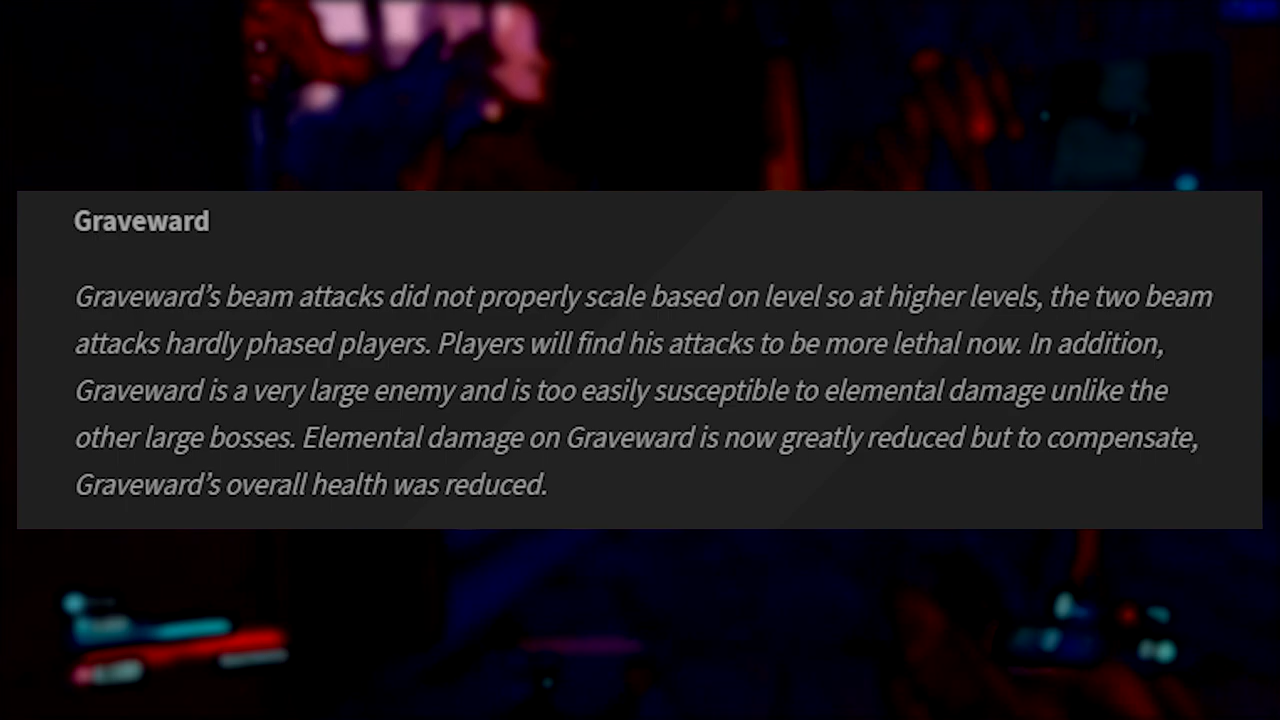 Graveward
Graveward’s beam attacks did not properly scale based on level so at higher levels, the two beam
attacks hardly phased players. Players will find his attacks to be more lethal now. In addition,
Graveward is a very large enemy and is too easily susceptible to elemental damage unlike the
other large bosses. Elemental damage on Graveward is now greatly reduced but to compensate,
Graveward’s overall health was reduced.